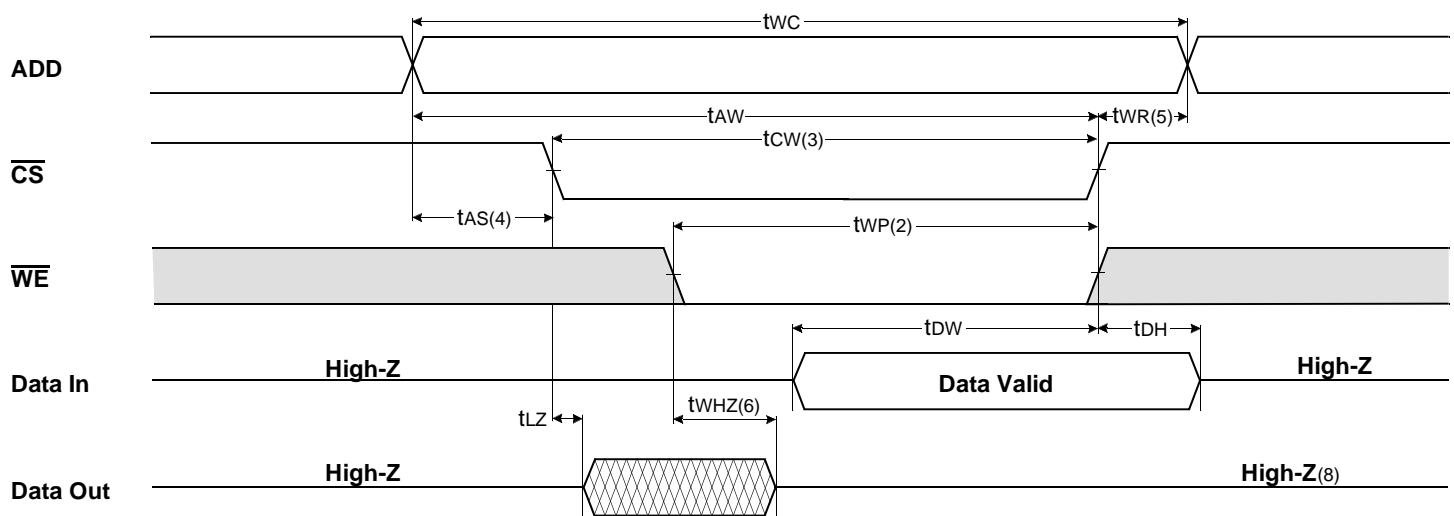 tWC
ADD
tAW
tWR(5)
tCW(3)
CS
tAS(4)
tWP(2)
WE
tDW
tDH
High-Z
High-Z
Data In
Data Valid
tLZ
tWHZ(6)
High-Z
High-Z(8)
Data Out